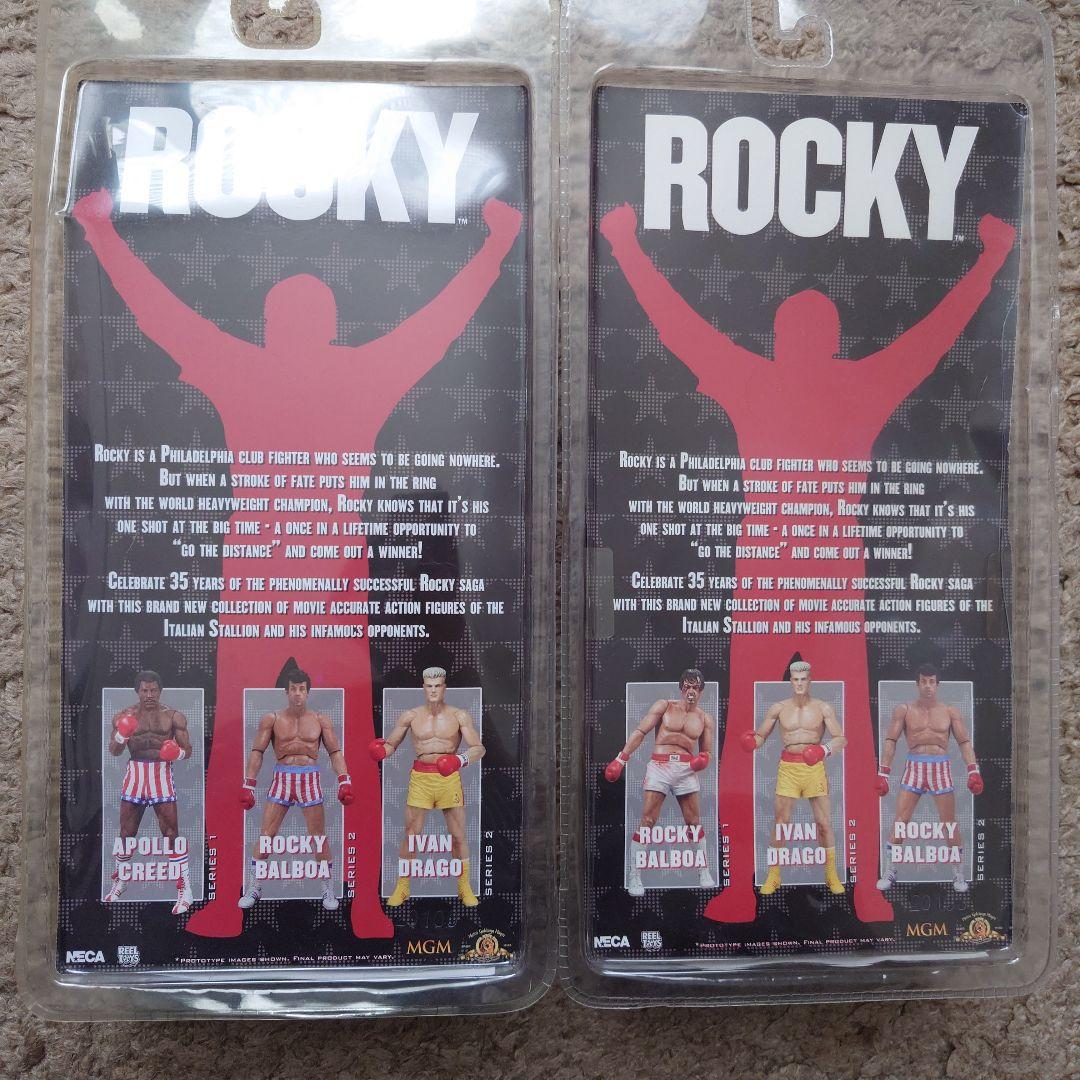 ROCKY™
ROCKY IS A PHILADELPHIA CLUB FIGHTER WHO SEEMS TO BE GOING NOWHERE.
BUT WHEN A STROKE OF FATE PUTS HIM IN THE RING
WITH THE WORLD HEAVYWEIGHT CHAMPION, ROCKY KNOWS THAT IT'S HIS
ONE SHOT AT THE BIG TIME - A ONCE IN A LIFETIME OPPORTUNITY TO
"GO THE DISTANCE" AND COME OUT A WINNER!
CELEBRATE 35 YEARS OF THE PHENOMENALLY SUCCESSFUL ROCKY SAGA
WITH THIS BRAND NEW COLLECTION OF MOVIE ACCURATE ACTION FIGURES OF THE
ITALIAN STALLION AND HIS INFAMOUS OPPONENTS.
APOLLO
CREED
SERIES 1
ROCKY
BALBOA
SERIES 2
IVAN
DRAGO
SERIES 2
NECA
REEL
TOYS
*PROTOTYPE IMAGES SHOWN. FINAL PRODUCT MAY VARY.
MGM
ROCKY™
ROCKY IS A PHILADELPHIA CLUB FIGHTER WHO SEEMS TO BE GOING NOWHERE.
BUT WHEN A STROKE OF FATE PUTS HIM IN THE RING
WITH THE WORLD HEAVYWEIGHT CHAMPION, ROCKY KNOWS THAT IT'S HIS
ONE SHOT AT THE BIG TIME - A ONCE IN A LIFETIME OPPORTUNITY TO
"GO THE DISTANCE" AND COME OUT A WINNER!
CELEBRATE 35 YEARS OF THE PHENOMENALLY SUCCESSFUL ROCKY SAGA
WITH THIS BRAND NEW COLLECTION OF MOVIE ACCURATE ACTION FIGURES OF THE
ITALIAN STALLION AND HIS INFAMOUS OPPONENTS.
ROCKY
BALBOA
SERIES 1
IVAN
DRAGO
SERIES 2
ROCKY
BALBOA
SERIES 2
NECA
REEL
TOYS
*PROTOTYPE IMAGES SHOWN. FINAL PRODUCT MAY VARY.
MGM